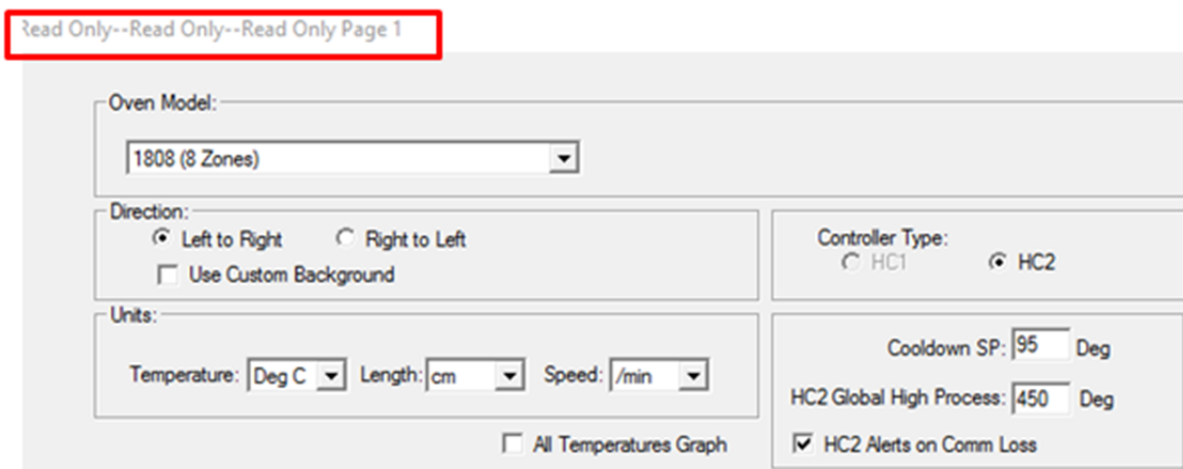 Read Only--Read Only--Read Only Page 1
Oven Model:
1808 (8 Zones)
Direction:
Left to Right Right to Left
Use Custom Background
Controller Type:
HC1 HC2
Units:
Temperature: Deg C Length: cm Speed: /min
All Temperatures Graph
Cooldown SP: 95 Deg
HC2 Global High Process: 450 Deg
HC2 Alerts on Comm Loss